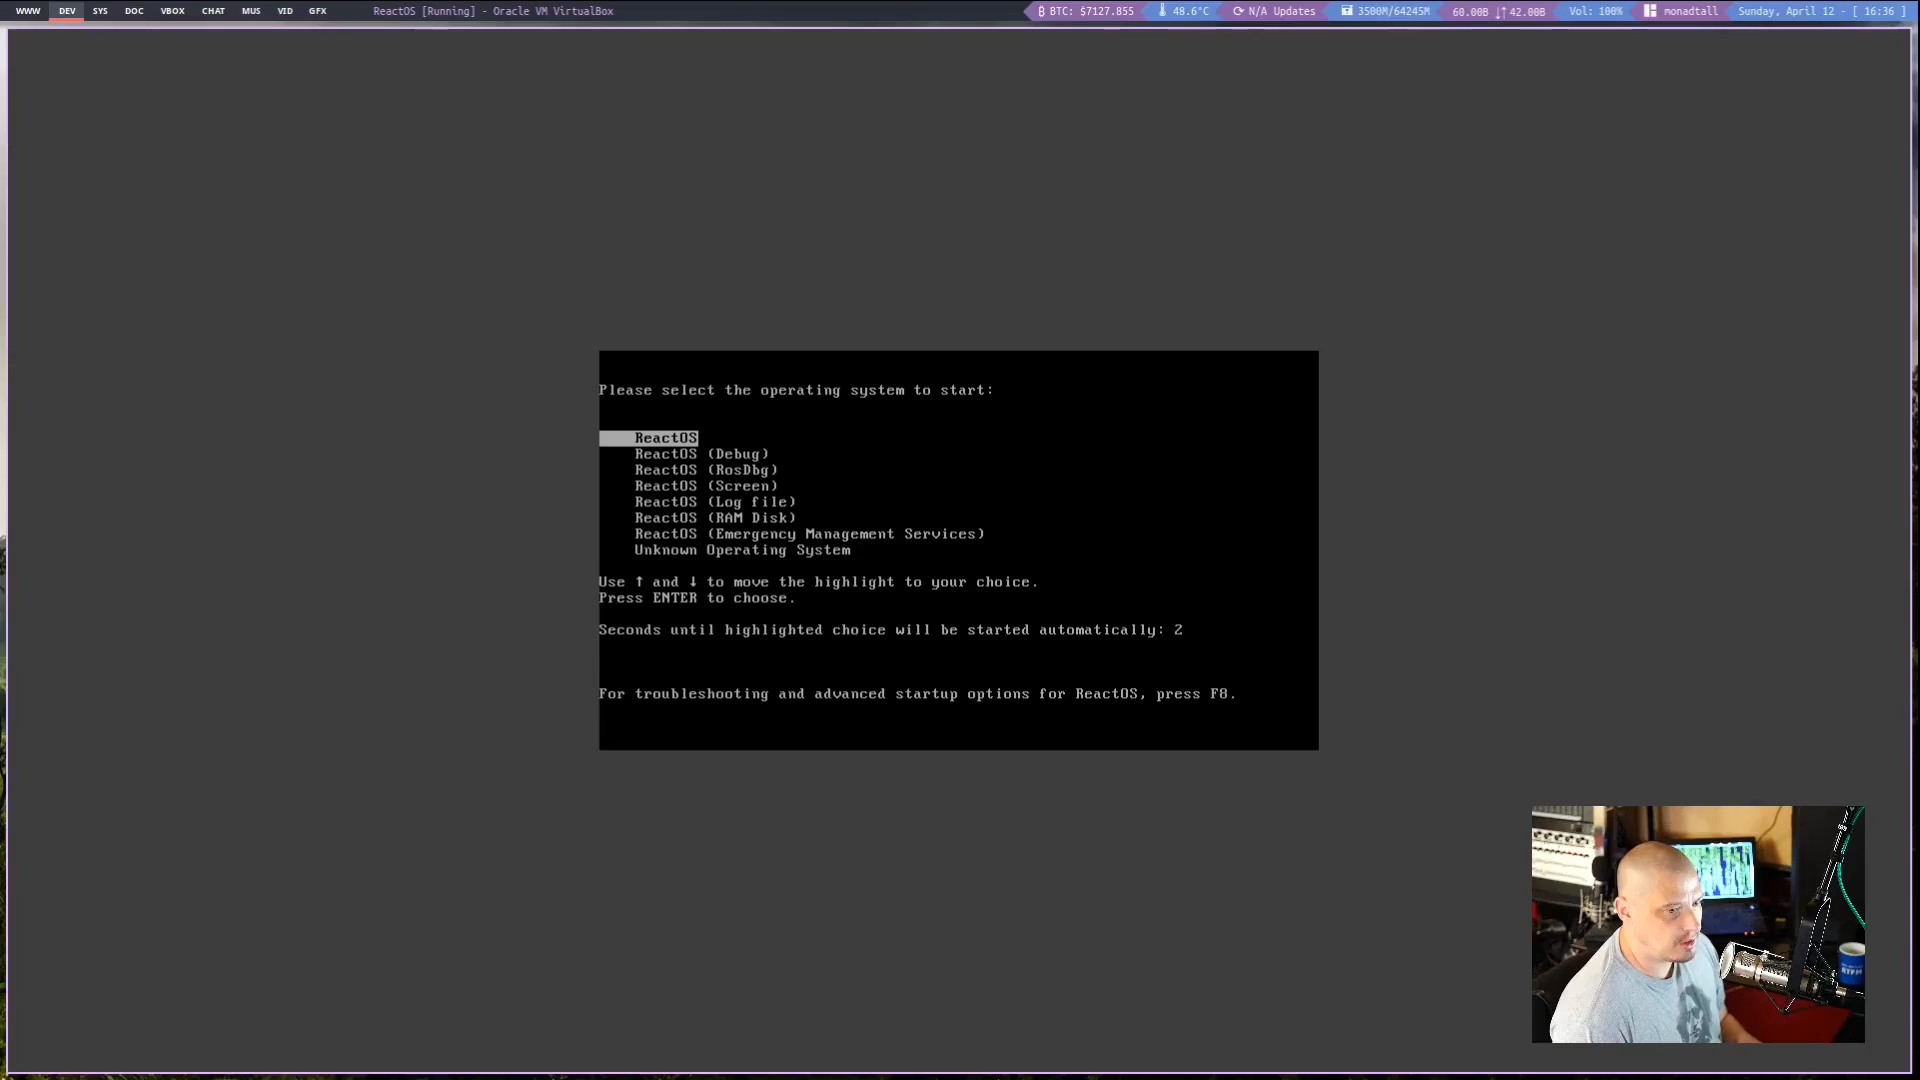 WWW DEV SYS DOC VBOX CHAT MUS VID GFX ReactOS [Running] - Oracle VM VirtualBox BTC: $7127.855 48.6°C N/A Updates 3500M/64245M 60.00B ↓↑ 42.00B Vol: 100% monadtall Sunday, April 12 - [ 16:36 ]
Please select the operating system to start:
ReactOS
ReactOS (Debug)
ReactOS (RosDbg)
ReactOS (Screen)
ReactOS (Log file)
ReactOS (RAM Disk)
ReactOS (Emergency Management Services)
Unknown Operating System
Use ↑ and ↓ to move the highlight to your choice.
Press ENTER to choose.
Seconds until highlighted choice will be started automatically: 2
For troubleshooting and advanced startup options for ReactOS, press F8.
RTFM